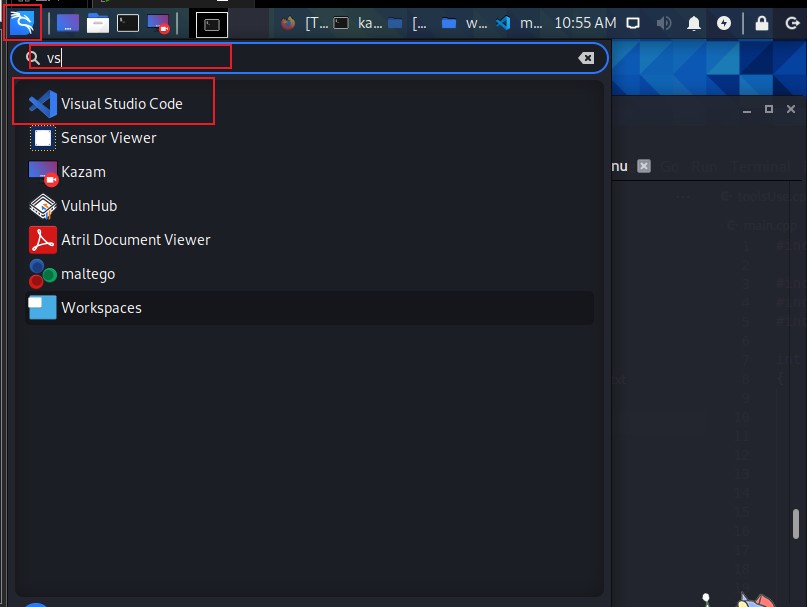 [T... ka... [... w... m... 10:55 AM
vs
Visual Studio Code
Sensor Viewer
Kazam
VulnHub
Atril Document Viewer
maltego
Workspaces
nu